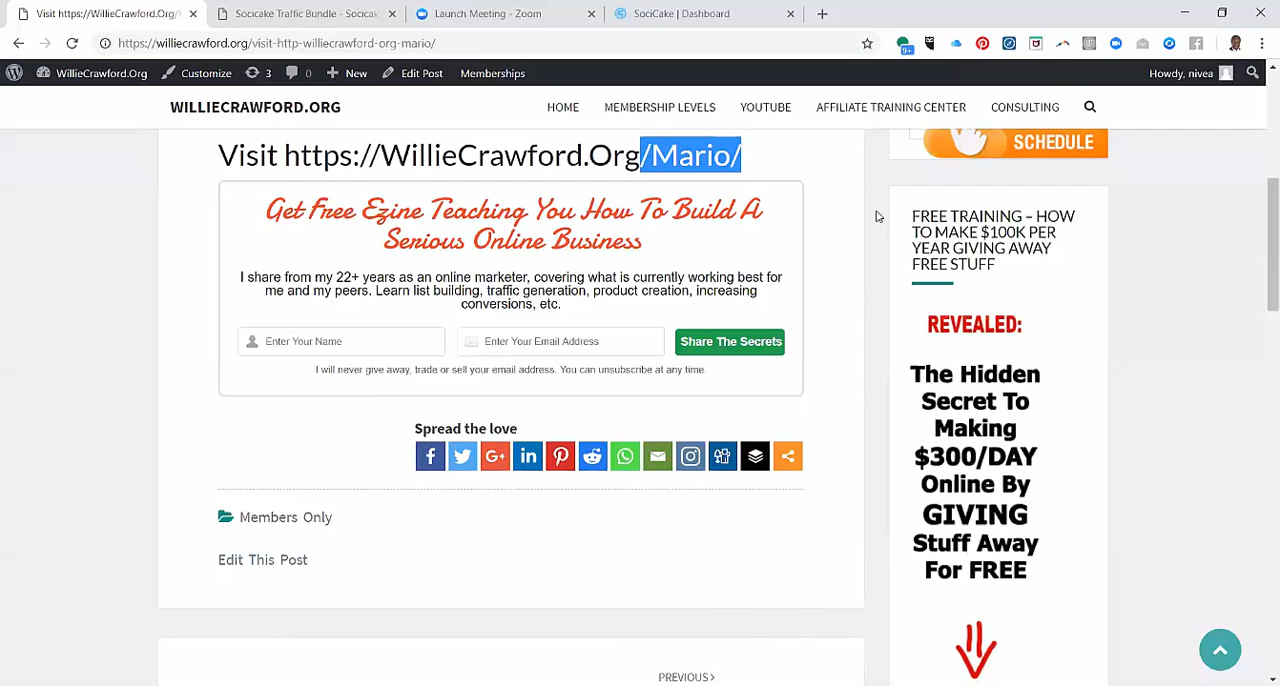 Visit https://WillieCrawford.Org/M
Socicake Traffic Bundle - Socicak
Launch Meeting - Zoom
SociCake | Dashboard
https://williecrawford.org/visit-http-williecrawford-org-mario/
9+
WillieCrawford.Org
Customize
3
0
New
Edit Post
Memberships
Howdy, nivea
WILLIECRAWFORD.ORG
HOME
MEMBERSHIP LEVELS
YOUTUBE
AFFILIATE TRAINING CENTER
CONSULTING
Visit https://WillieCrawford.Org/Mario/
Get Free Ezine Teaching You How To Build A
Serious Online Business
I share from my 22+ years as an online marketer, covering what is currently working best for
me and my peers. Learn list building, traffic generation, product creation, increasing
conversions, etc.
Enter Your Name
Enter Your Email Address
Share The Secrets
I will never give away, trade or sell your email address. You can unsubscribe at any time.
Spread the love
Members Only
Edit This Post
PREVIOUS
SCHEDULE
FREE TRAINING – HOW
TO MAKE $100K PER
YEAR GIVING AWAY
FREE STUFF
REVEALED:
The Hidden
Secret To
Making
$300/DAY
Online By
GIVING
Stuff Away
For FREE